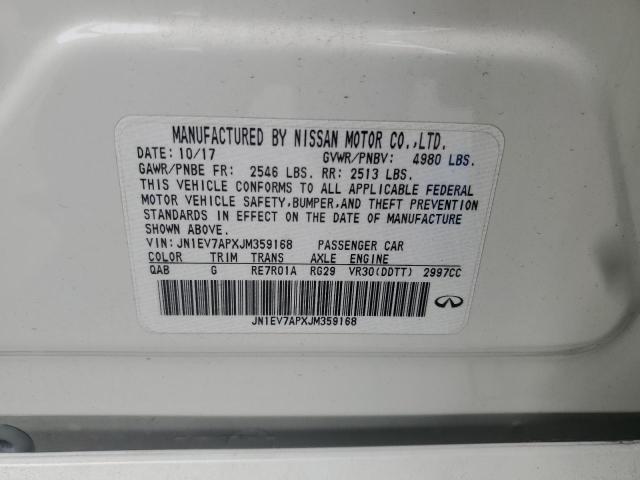 MANUFACTURED BY NISSAN MOTOR CO.,LTD.
DATE: 10/17 GVWR/PNBV: 4980 LBS.
GAWR/PNBE FR: 2546 LBS. RR: 2513 LBS.
THIS VEHICLE CONFORMS TO ALL APPLICABLE FEDERAL
MOTOR VEHICLE SAFETY,BUMPER,AND THEFT PREVENTION
STANDARDS IN EFFECT ON THE DATE OF MANUFACTURE
SHOWN ABOVE.
VIN: JN1EV7APXJM359168 PASSENGER CAR
COLOR TRIM TRANS AXLE ENGINE
QAB G RE7R01A RG29 VR30(DDTT) 2997CC
JN1EV7APXJM359168